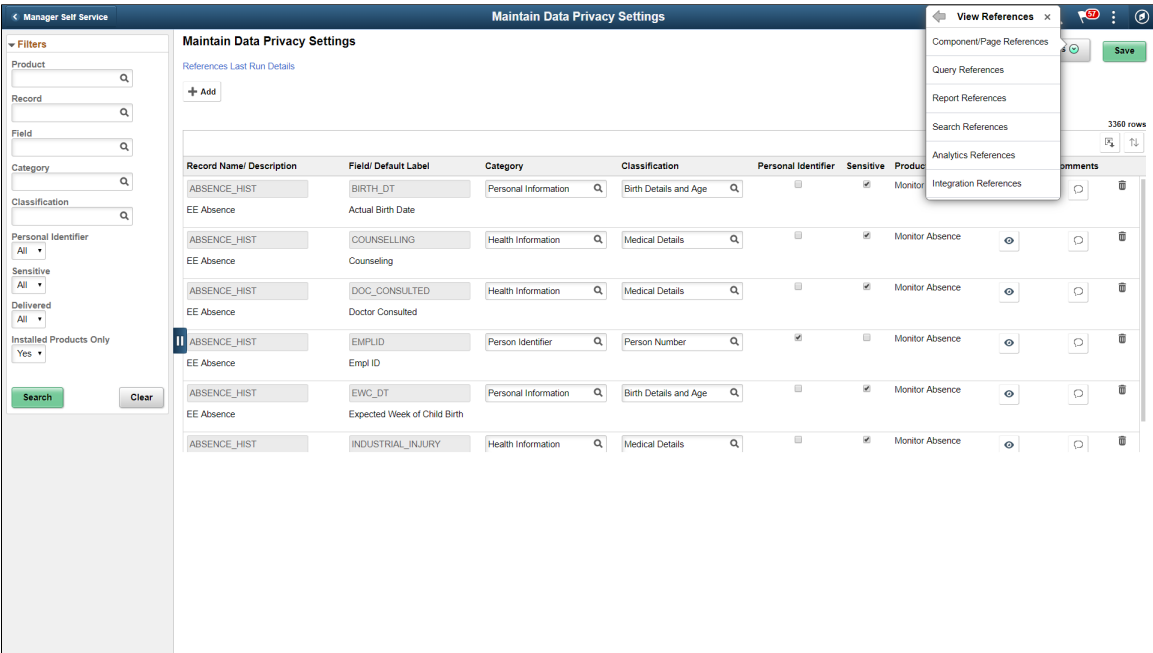 Manager Self Service
Maintain Data Privacy Settings
View References ×
57
Filters
Product
Record
Field
Category
Classification
Personal Identifier
All
Sensitive
All
Delivered
All
Installed Products Only
Yes
Search Clear
Maintain Data Privacy Settings
References Last Run Details
+ Add
Save
Component/Page References
Query References
Report References
Search References
Analytics References
Integration References
3360 rows
Record Name/ Description Field/ Default Label Category Classification Personal Identifier Sensitive
ABSENCE_HIST BIRTH_DT Personal Information Birth Details and Age Monitor
EE Absence Actual Birth Date
ABSENCE_HIST COUNSELLING Health Information Medical Details Monitor Absence
EE Absence Counseling
ABSENCE_HIST DOC_CONSULTED Health Information Medical Details Monitor Absence
EE Absence Doctor Consulted
ABSENCE_HIST EMPLID Person Identifier Person Number Monitor Absence
EE Absence Empl ID
ABSENCE_HIST EWC_DT Personal Information Birth Details and Age Monitor Absence
EE Absence Expected Week of Child Birth
ABSENCE_HIST INDUSTRIAL_INJURY Health Information Medical Details Monitor Absence